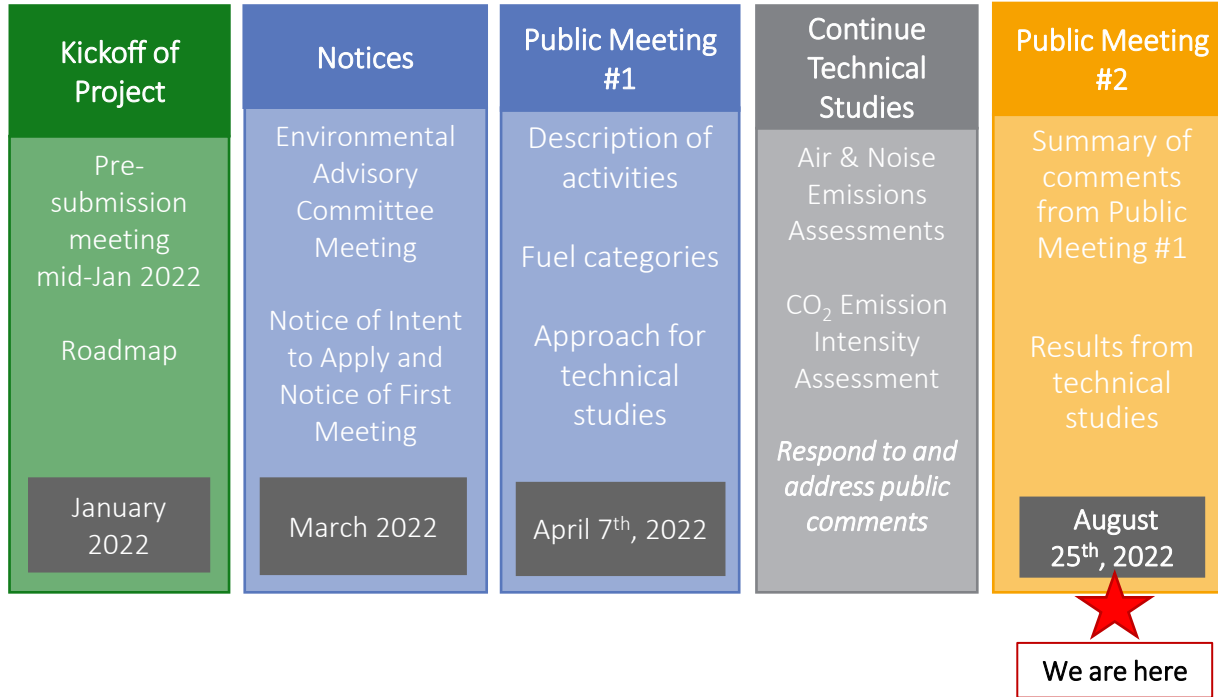 Kickoff of
Project
Pre-
submission
meeting
mid-Jan 2022
Roadmap
January
2022
Notices
Environmental
Advisory
Committee
Meeting
Notice of Intent
to Apply and
Notice of First
Meeting
March 2022
Public Meeting
#1
Description of
activities
Fuel categories
Approach for
technical
studies
April 7th, 2022
Continue
Technical
Studies
Air & Noise
Emissions
Assessments
CO2 Emission
Intensity
Assessment
Respond to and
address public
comments
Public Meeting
#2
Summary of
comments
from Public
Meeting #1
Results from
technical
studies
August
25th, 2022
We are here